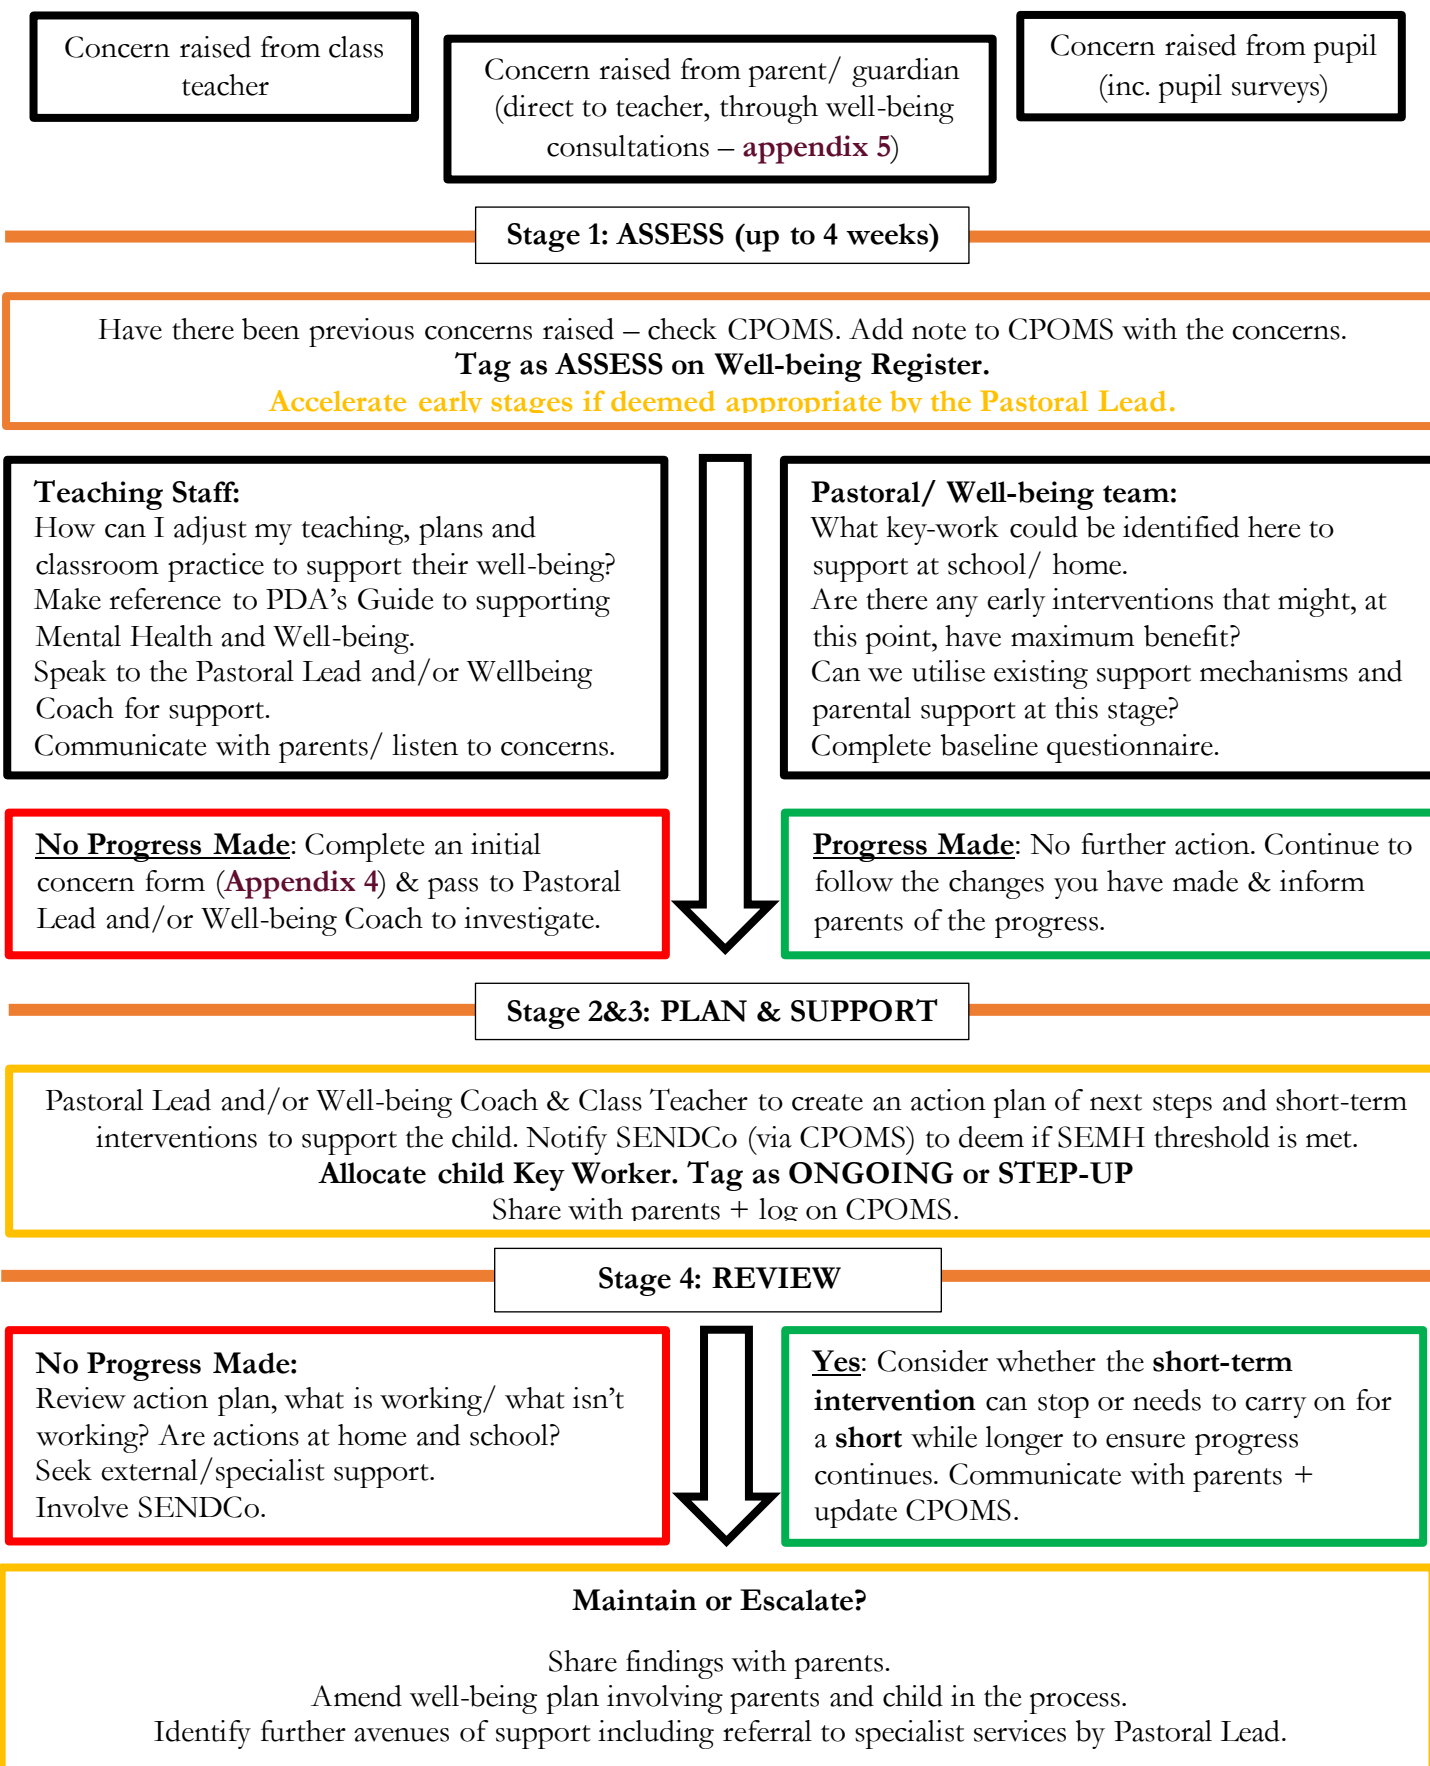 Concern raised from class
teacher
Concern raised from parent/ guardian
(direct to teacher, through well-being
consultations – appendix 5)
Concern raised from pupil
(inc. pupil surveys)
Stage 1: ASSESS (up to 4 weeks)
Have there been previous concerns raised – check CPOMS. Add note to CPOMS with the concerns.
Tag as ASSESS on Well-being Register.
Accelerate early stages if deemed appropriate by the Pastoral Lead.
Teaching Staff:
How can I adjust my teaching, plans and
classroom practice to support their well-being?
Make reference to PDA’s Guide to supporting
Mental Health and Well-being.
Speak to the Pastoral Lead and/or Wellbeing
Coach for support.
Communicate with parents/ listen to concerns.
Pastoral/ Well-being team:
What key-work could be identified here to
support at school/ home.
Are there any early interventions that might, at
this point, have maximum benefit?
Can we utilise existing support mechanisms and
parental support at this stage?
Complete baseline questionnaire.
No Progress Made: Complete an initial
concern form (Appendix 4) & pass to Pastoral
Lead and/or Well-being Coach to investigate.
Progress Made: No further action. Continue to
follow the changes you have made & inform
parents of the progress.
Stage 2&3: PLAN & SUPPORT
Pastoral Lead and/or Well-being Coach & Class Teacher to create an action plan of next steps and short-term
interventions to support the child. Notify SENDCo (via CPOMS) to deem if SEMH threshold is met.
Allocate child Key Worker. Tag as ONGOING or STEP-UP
Share with parents + log on CPOMS.
Stage 4: REVIEW
No Progress Made:
Review action plan, what is working/ what isn’t
working? Are actions at home and school?
Seek external/specialist support.
Involve SENDCo.
Yes: Consider whether the short-term
intervention can stop or needs to carry on for
a short while longer to ensure progress
continues. Communicate with parents +
update CPOMS.
Maintain or Escalate?
Share findings with parents.
Amend well-being plan involving parents and child in the process.
Identify further avenues of support including referral to specialist services by Pastoral Lead.